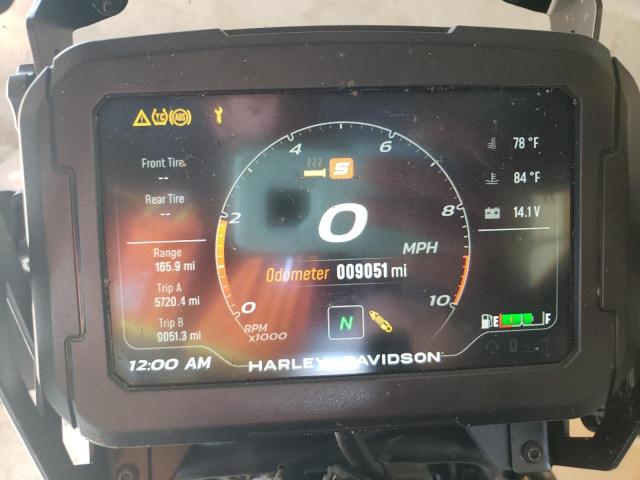 TC ABS
4 6
Front Tire
--
Rear Tire
--
2 8
0 10
S
0
MPH
Odometer 009051 mi
RPM
x1000
N
Range
165.9 mi
Trip A
5720.4 mi
Trip B
9051.3 mi
78 °F
84 °F
14.1 V
E F
12:00 AM
HARLEY-DAVIDSON